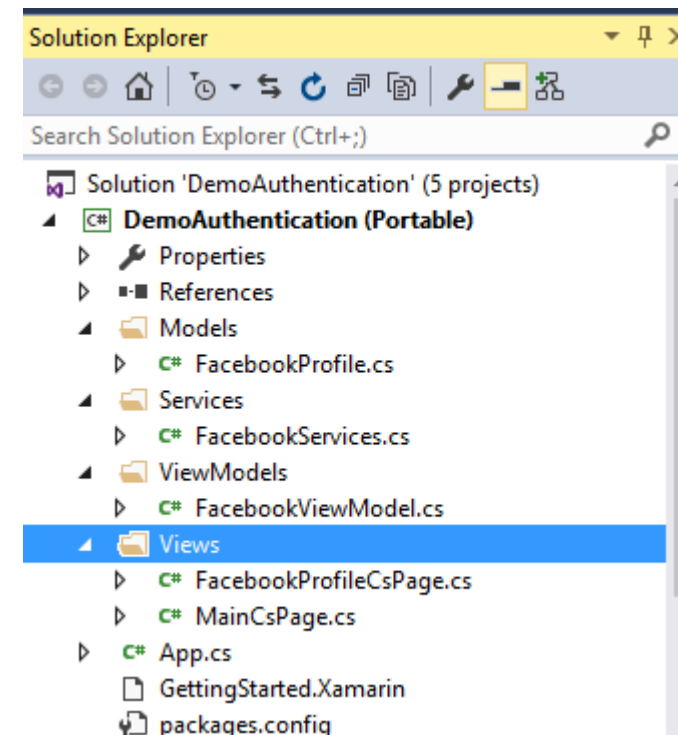 Solution Explorer
Search Solution Explorer (Ctrl+;)
Solution 'DemoAuthentication' (5 projects)
C# DemoAuthentication (Portable)
Properties
References
Models
C# FacebookProfile.cs
Services
C# FacebookServices.cs
ViewModels
C# FacebookViewModel.cs
Views
C# FacebookProfileCsPage.cs
C# MainCsPage.cs
C# App.cs
GettingStarted.Xamarin
packages.config